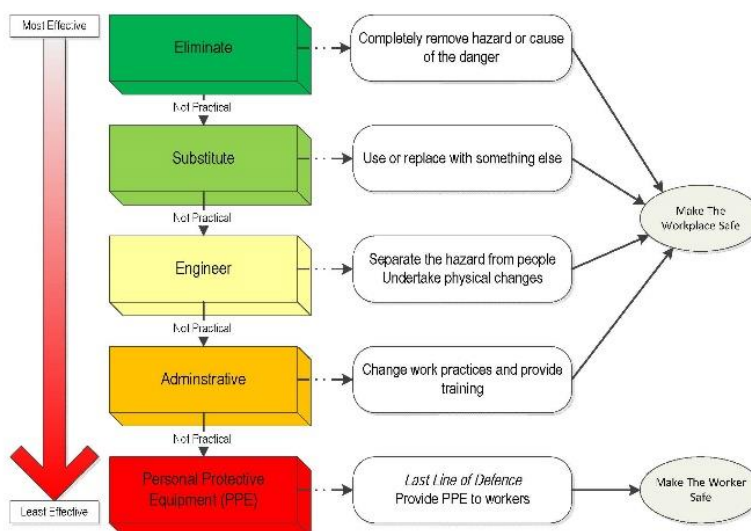 Most Effective
Eliminate
Completely remove hazard or cause
of the danger
Not Practical
Substitute
Use or replace with something else
Not Practical
Make The
Workplace Safe
Engineer
Separate the hazard from people
Undertake physical changes
Not Practical
Adminstrative
Change work practices and provide
training
Not Practical
Personal Protective
Equipment (PPE)
Last Line of Defence
Provide PPE to workers
Make The Worker
Safe
Least Effective